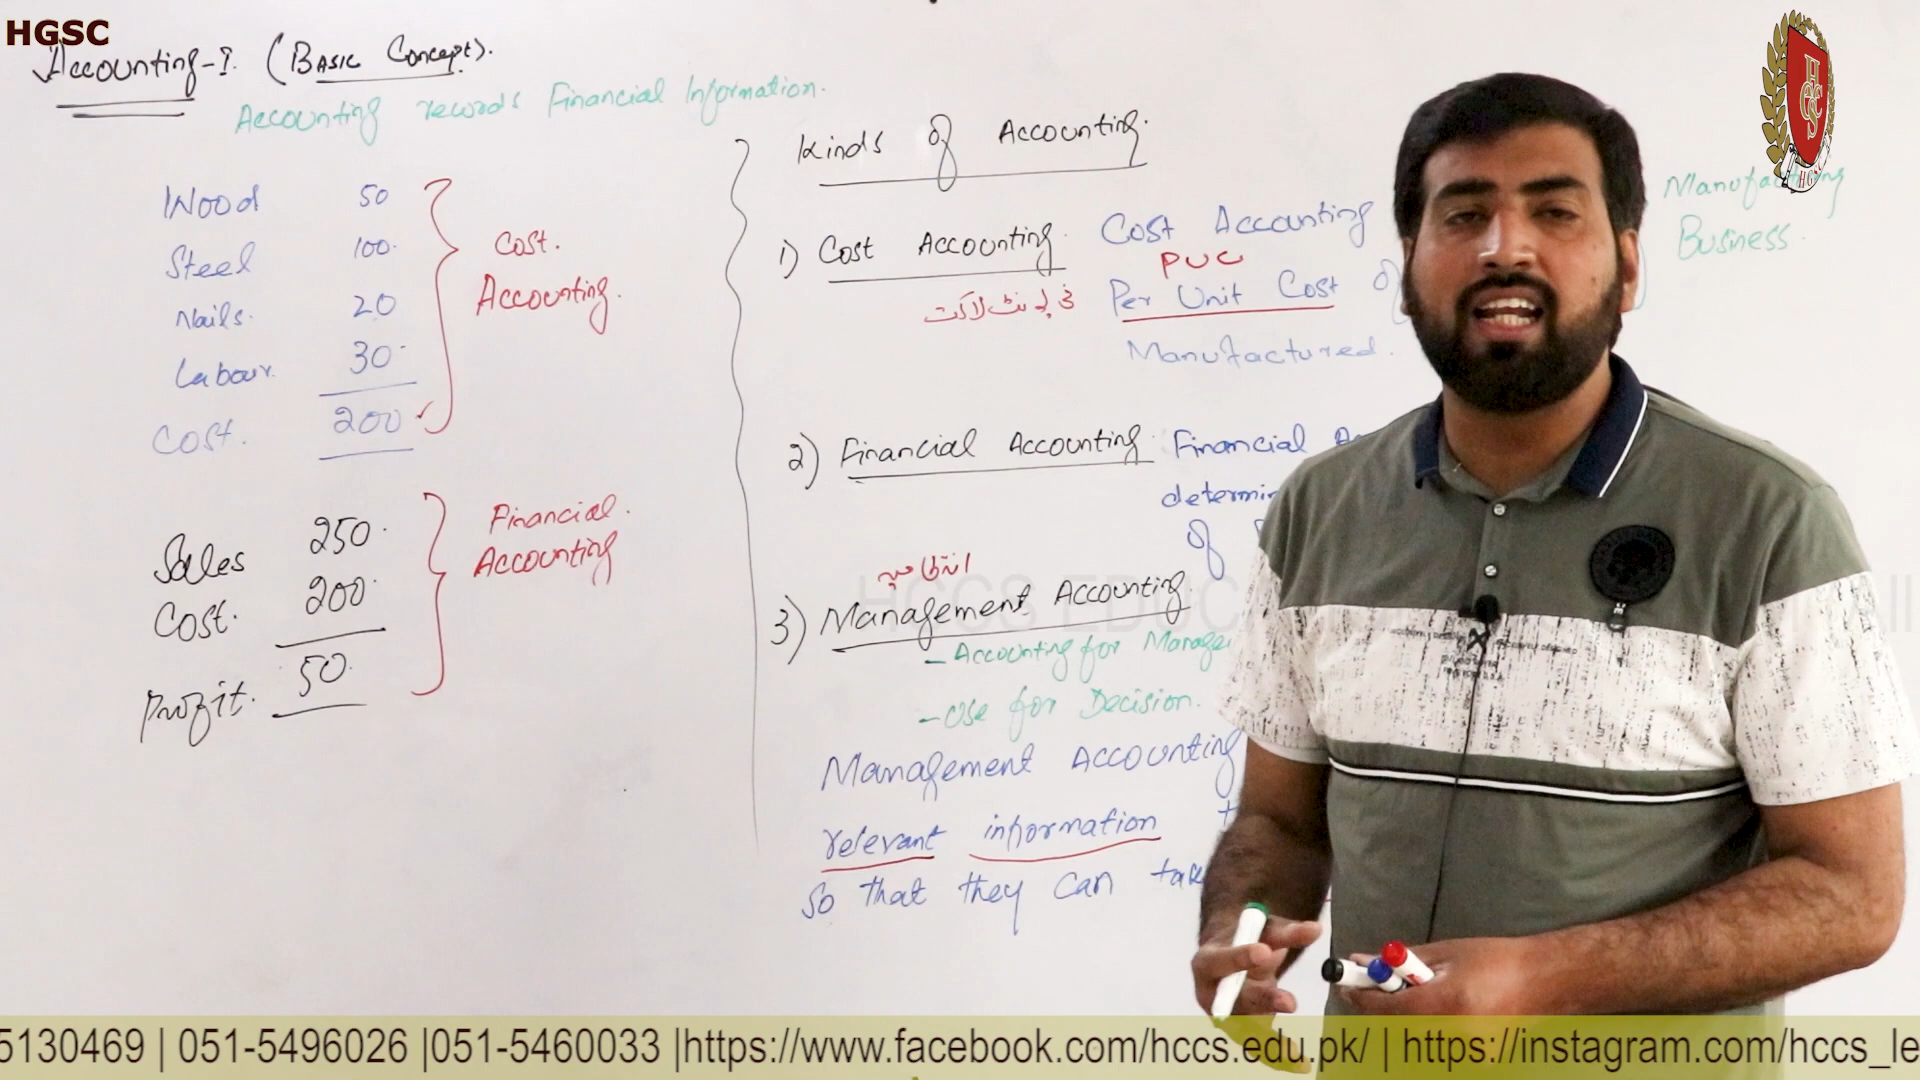 HGSC
Accounting-I. (Basic Concept).
Accounting records Financial Information.
Wood 50
Steel 100
Nails. 20
Labour. 30
Cost. 200
Cost.
Accounting.
Sales 250
Cost. 200
Profit. 50
Financial
Accounting
Kinds of Accounting.
1) Cost Accounting. Cost Accounting
PUC
Per Unit Cost
Manufactured.
Manufacturing
Business.
2) Financial Accounting. Financial
of
3) Management Accounting
- Accounting for
- Use for Decision.
Management Accounting
relevant information
So that they can
HCCS
HGSC
5130469 | 051-5496026 |051-5460033 |https://www.facebook.com/hccs.edu.pk/ | https://instagram.com/hccs_le